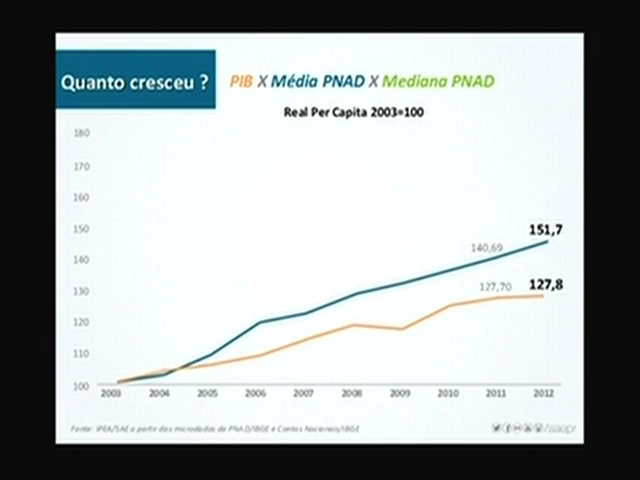 Quanto cresceu ?
PIB X Média PNAD X Mediana PNAD
Real Per Capita 2003=100
180
170
160
150
140
130
120
110
100
151,7
140,69
127,70
127,8
2003 2004 2005 2006 2007 2008 2009 2010 2011 2012
Fonte: IPEA/SAE a partir dos microdados da PNAD/IBGE e Contas Nacionais/IBGE